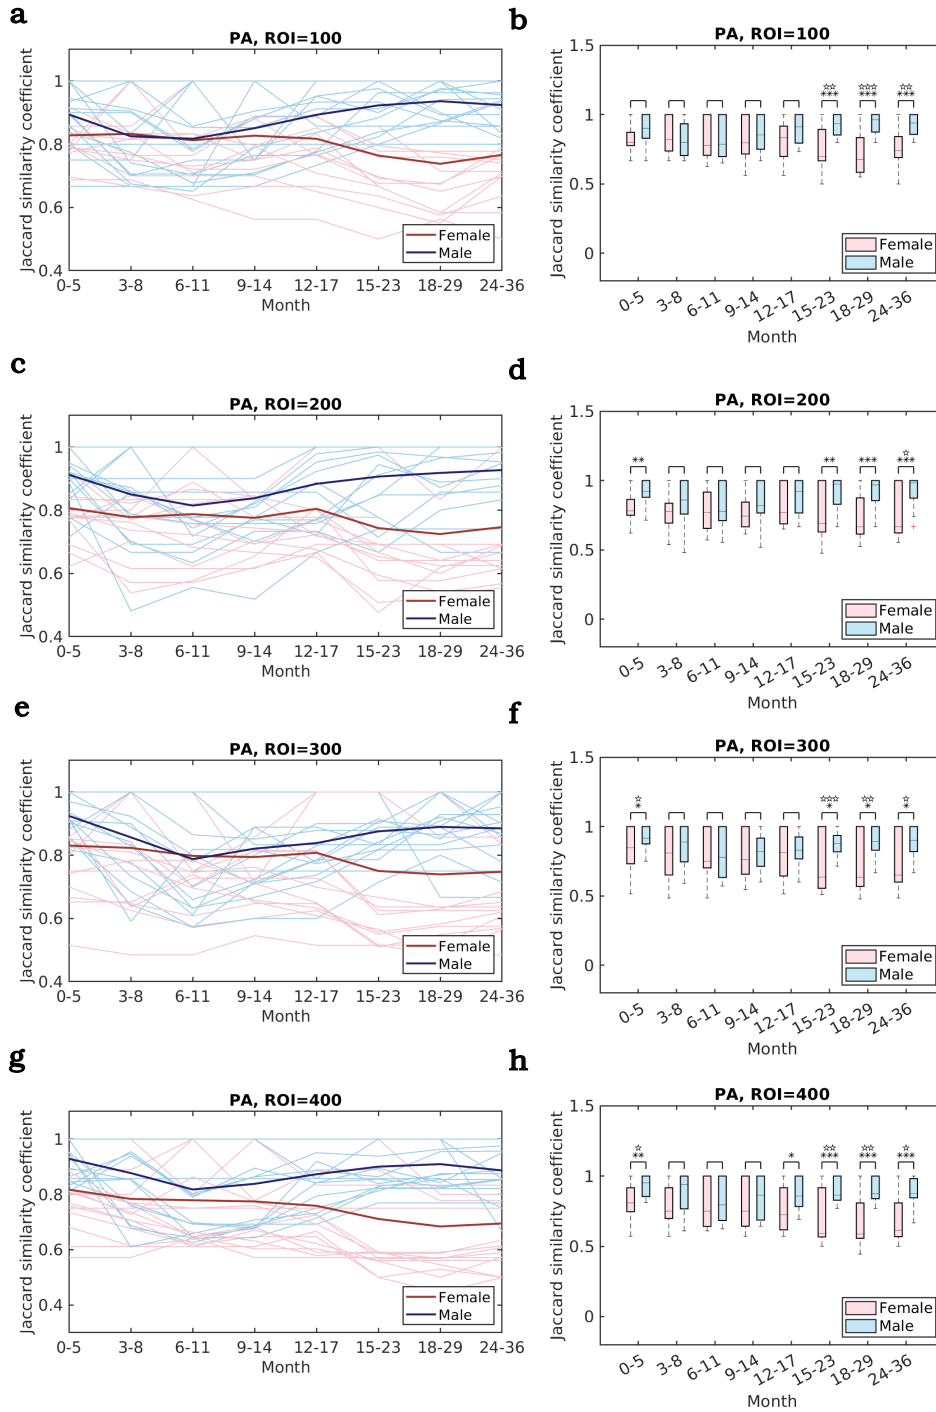 a
PA, ROI=100
Jaccard similarity coefficient
1
0.8
0.6
0.4
0-5 3-8 6-11 9-14 12-17 15-23 18-29 24-36
Month
Female
Male
b
PA, ROI=100
Jaccard similarity coefficient
1.5
1
0.5
0
☆☆ ☆☆☆ ☆☆
*** *** ***
0-5 3-8 6-11 9-14 12-17 15-23 18-29 24-36
Month
Female
Male
c
PA, ROI=200
Jaccard similarity coefficient
1
0.8
0.6
0.4
0-5 3-8 6-11 9-14 12-17 15-23 18-29 24-36
Month
Female
Male
d
PA, ROI=200
Jaccard similarity coefficient
1.5
1
0.5
0
☆
** ** *** ***
0-5 3-8 6-11 9-14 12-17 15-23 18-29 24-36
Month
Female
Male
e
PA, ROI=300
Jaccard similarity coefficient
1
0.8
0.6
0.4
0-5 3-8 6-11 9-14 12-17 15-23 18-29 24-36
Month
Female
Male
f
PA, ROI=300
Jaccard similarity coefficient
1.5
1
0.5
0
☆ ☆☆☆ ☆☆ ☆
* * * *
0-5 3-8 6-11 9-14 12-17 15-23 18-29 24-36
Month
Female
Male
g
PA, ROI=400
Jaccard similarity coefficient
1
0.8
0.6
0.4
0-5 3-8 6-11 9-14 12-17 15-23 18-29 24-36
Month
Female
Male
h
PA, ROI=400
Jaccard similarity coefficient
1.5
1
0.5
0
☆ ☆☆ ☆☆ ☆
** * *** *** ***
0-5 3-8 6-11 9-14 12-17 15-23 18-29 24-36
Month
Female
Male